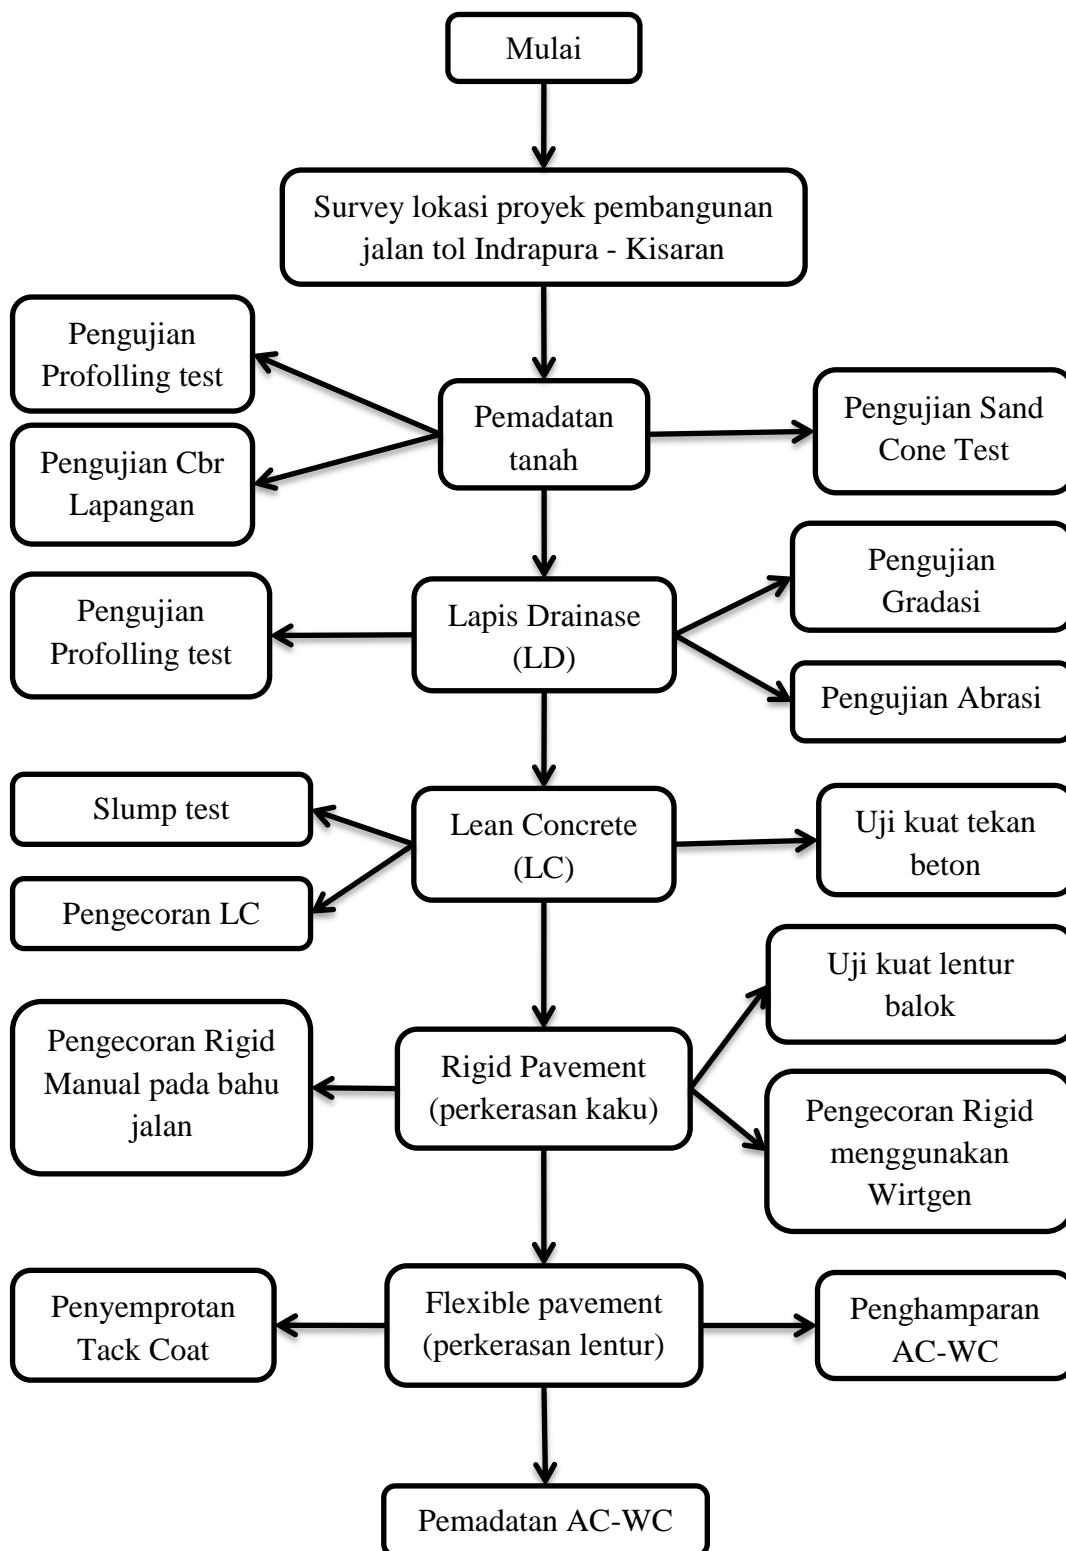 Mulai
Survey lokasi proyek pembangunan
jalan tol Indrapura - Kisaran
Pengujian
Profolling test
Pemadatan
tanah
Pengujian Sand
Cone Test
Pengujian Cbr
Lapangan
Pengujian
Gradasi
Pengujian
Profolling test
Lapis Drainase
(LD)
Pengujian Abrasi
Slump test
Lean Concrete
(LC)
Uji kuat tekan
beton
Pengecoran LC
Uji kuat lentur
balok
Pengecoran Rigid
Manual pada bahu
jalan
Rigid Pavement
(perkerasan kaku)
Pengecoran Rigid
menggunakan
Wirtgen
Penyemprotan
Tack Coat
Flexible pavement
(perkerasan lentur)
Penghamparan
AC-WC
Pemadatan AC-WC